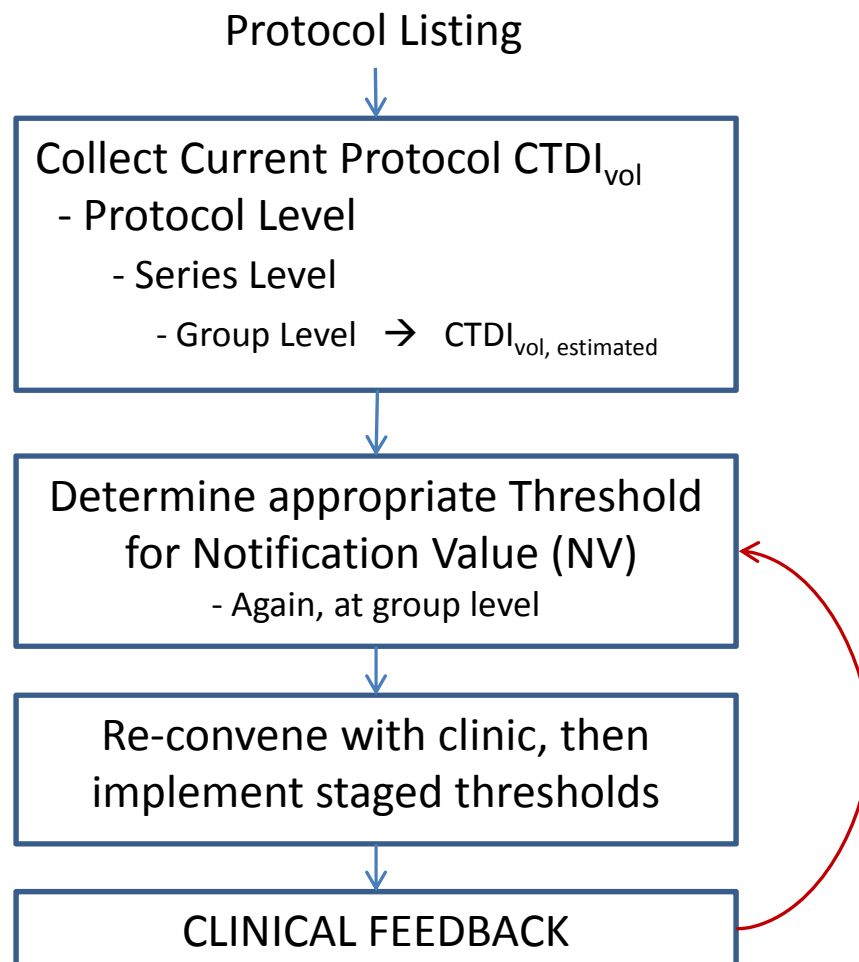 Protocol Listing
Collect Current Protocol CTDIvol
- Protocol Level
- Series Level
- Group Level → CTDIvol, estimated
Determine appropriate Threshold
for Notification Value (NV)
- Again, at group level
Re-convene with clinic, then
implement staged thresholds
CLINICAL FEEDBACK